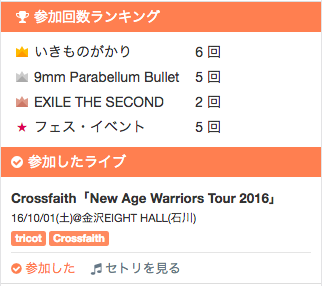 参加回数ランキング
いきものがかり 6 回
9mm Parabellum Bullet 5 回
EXILE THE SECOND 2 回
フェス・イベント 5 回
参加したライブ
Crossfaith「New Age Warriors Tour 2016」
16/10/01(土)@金沢EIGHT HALL(石川)
tricot Crossfaith
参加した セトリを見る